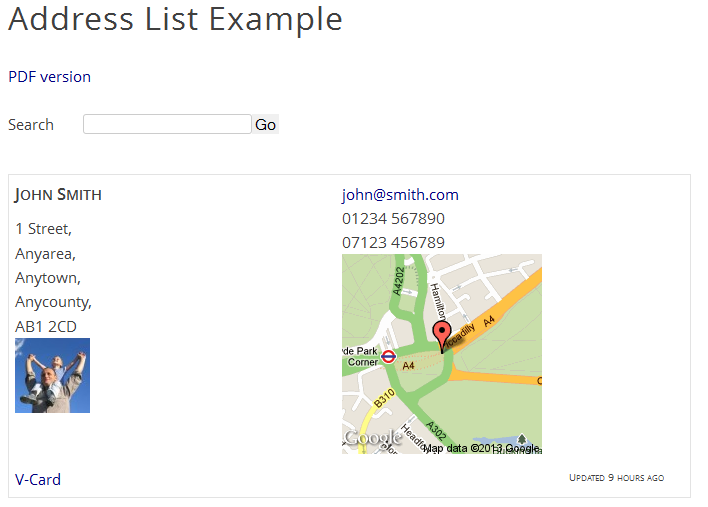 Address List Example
PDF version
Search
Go
JOHN SMITH
1 Street,
Anyarea,
Anytown,
Anycounty,
AB1 2CD
V-Card
john@smith.com
01234 567890
07123 456789
A4202
Hamilton
Piccadilly
A4
yde Park
Corner
A4
B310
A302
Headfo
Google
Map data ©2013 Google
UPDATED 9 HOURS AGO